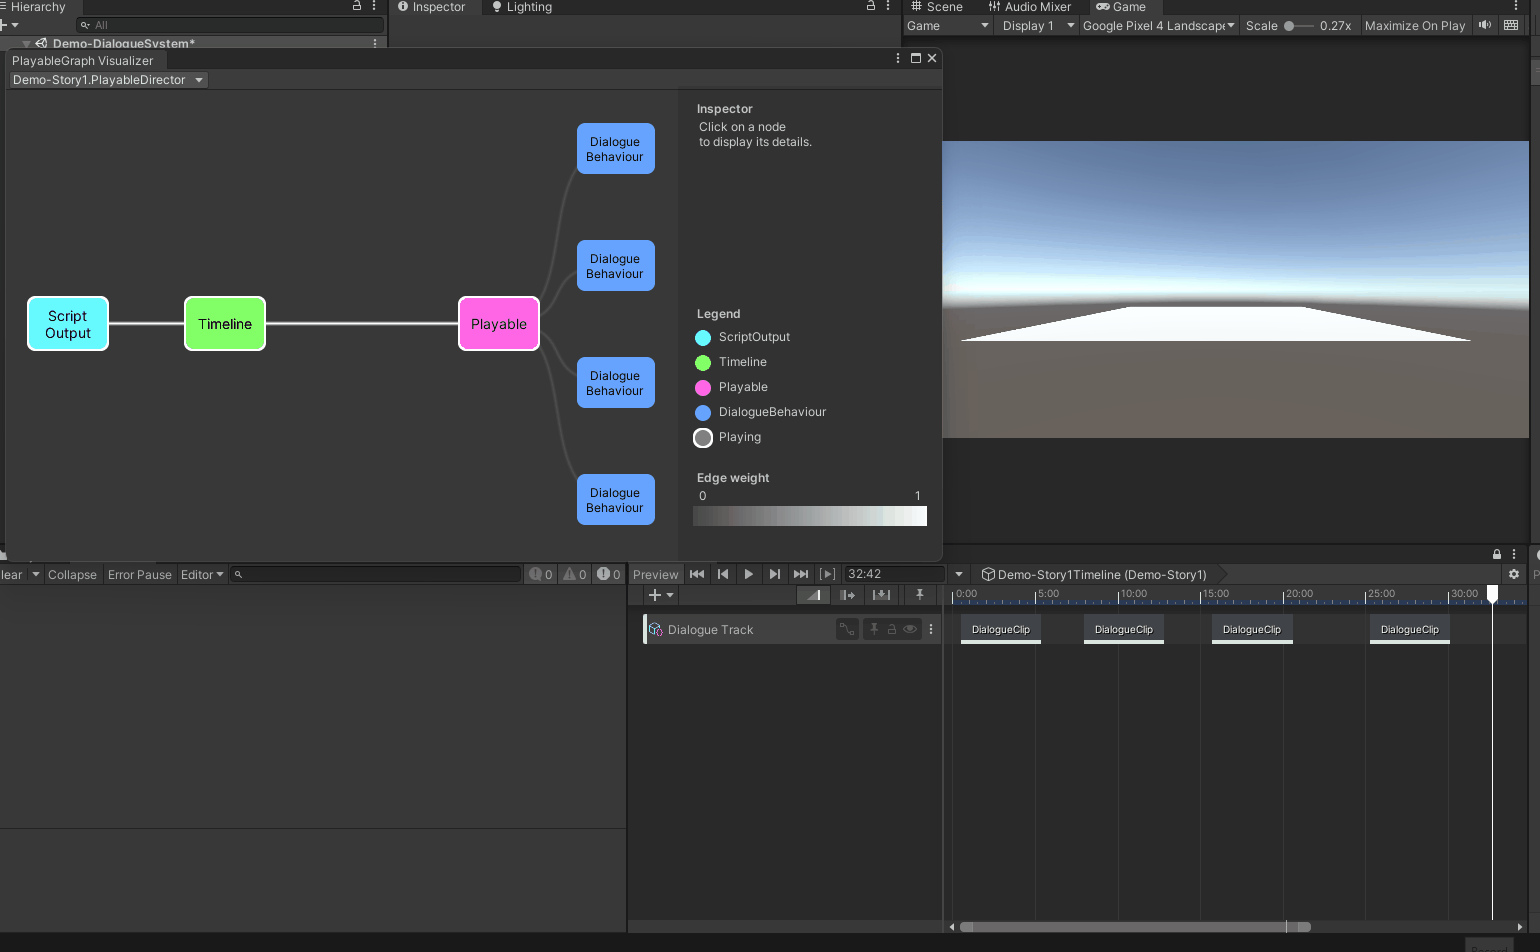 Hierarchy
Inspector
Lighting
Scene
Audio Mixer
Game
All
Game
Display 1
Google Pixel 4 Landscape
Scale
0.27x
Maximize On Play
Demo-DialogueSystem*
PlayableGraph Visualizer
Demo-Story1.PlayableDirector
Script
Output
Timeline
Playable
Dialogue
Behaviour
Dialogue
Behaviour
Dialogue
Behaviour
Dialogue
Behaviour
Inspector
Click on a node
to display its details.
Legend
ScriptOutput
Timeline
Playable
DialogueBehaviour
Playing
Edge weight
0 1
lear
Collapse
Error Pause
Editor
0
0
0
Preview
32:42
Demo-Story1Timeline (Demo-Story1)
0:00 5:00 10:00 15:00 20:00 25:00 30:00
Dialogue Track
DialogueClip
DialogueClip
DialogueClip
DialogueClip